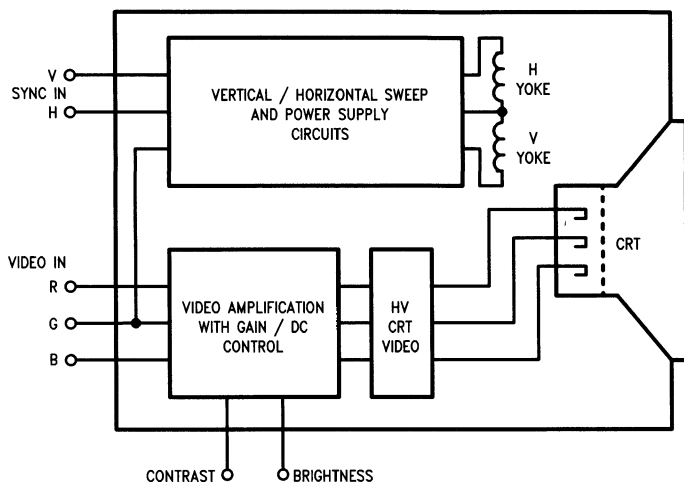 V
SYNC IN
H
VERTICAL / HORIZONTAL SWEEP
AND POWER SUPPLY
CIRCUITS
H
YOKE
V
YOKE
CRT
VIDEO IN
R
G
B
VIDEO AMPLIFICATION
WITH GAIN / DC
CONTROL
HV
CRT
VIDEO
CONTRAST
BRIGHTNESS